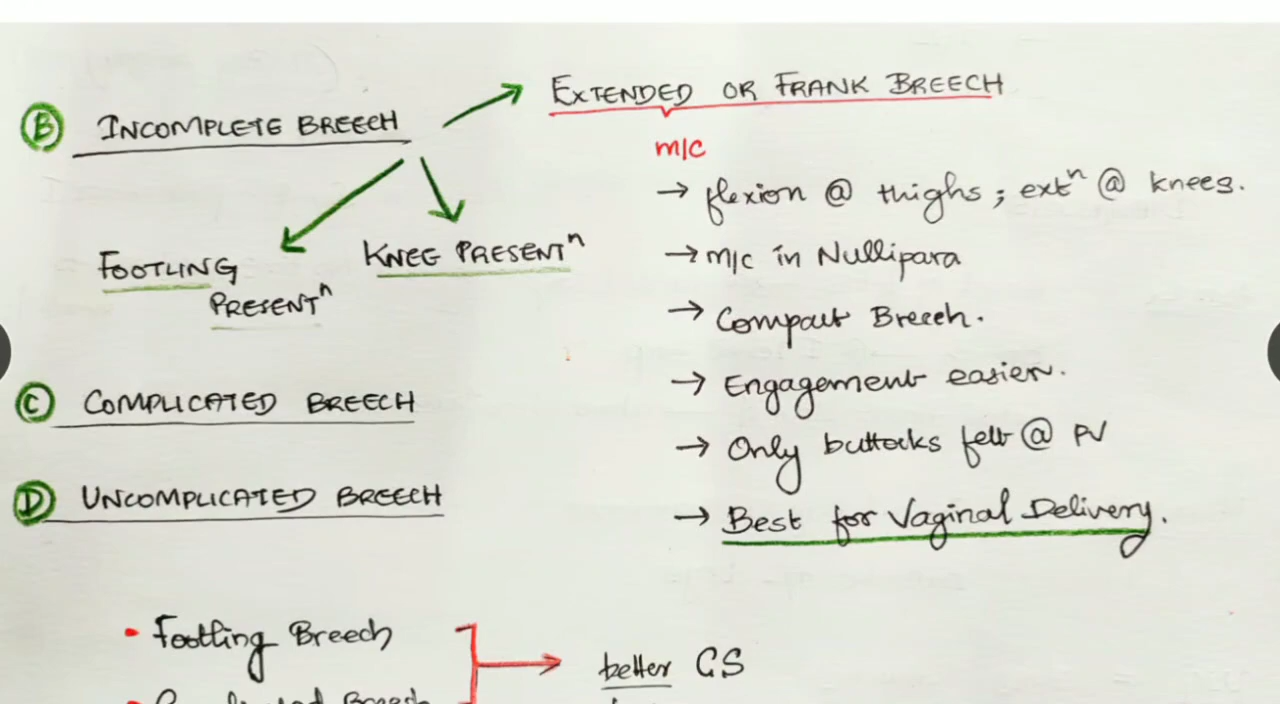 Ⓑ INCOMPLETE BREECH
EXTENDED OR FRANK BREECH
m/c
→ flexion @ thighs ; extⁿ @ knees.
→ m/c in Nullipara
→ Compact Breech.
→ Engagement easier.
→ Only buttocks felt @ PV
→ Best for Vaginal Delivery.
FOOTLING
PRESENTⁿ
KNEE PRESENTⁿ
Ⓒ COMPLICATED BREECH
Ⓓ UNCOMPLICATED BREECH
• Footling Breech
better CS